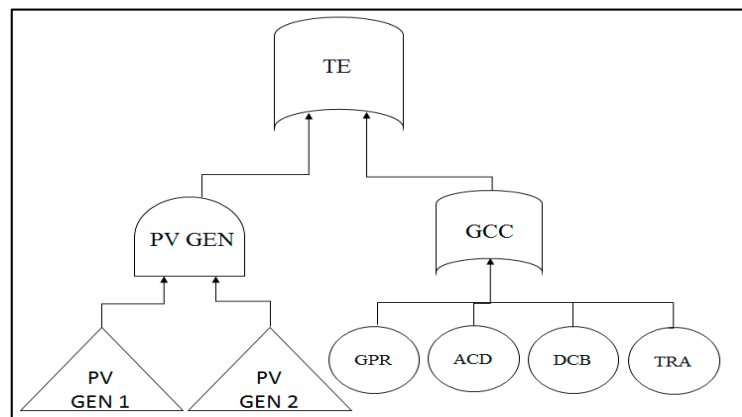 TE
PV GEN
GCC
GPR
ACD
DCB
TRA
PV
GEN 1
PV
GEN 2